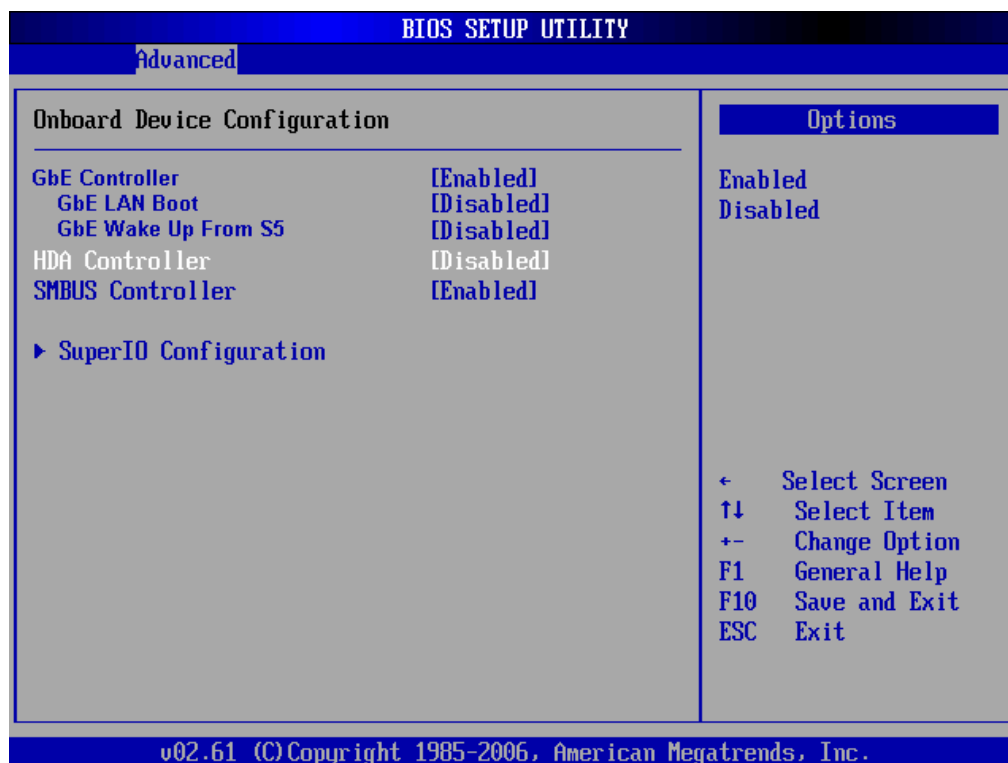 BIOS SETUP UTILITY
Advanced
Onboard Device Configuration
GbE Controller [Enabled]
GbE LAN Boot [Disabled]
GbE Wake Up From S5 [Disabled]
HDA Controller [Disabled]
SMBUS Controller [Enabled]
▶ SuperIO Configuration
Options
Enabled
Disabled
← Select Screen
↑↓ Select Item
+- Change Option
F1 General Help
F10 Save and Exit
ESC Exit
v02.61 (C)Copyright 1985-2006, American Megatrends, Inc.